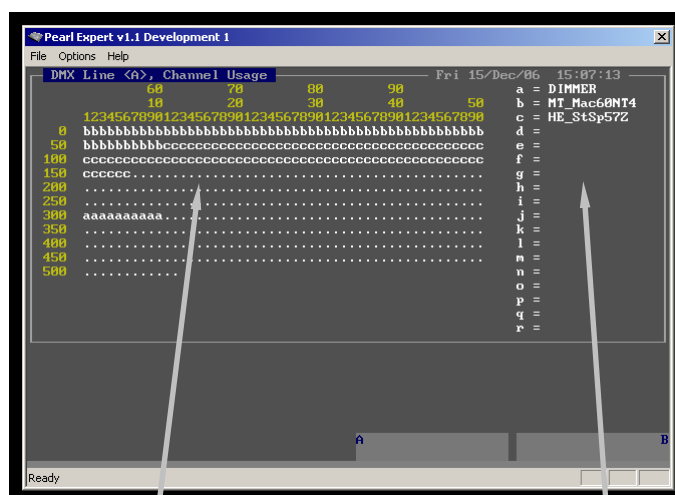 Pearl Expert v1.1 Development 1
File Options Help
DMX Line <A>, Channel Usage Fri 15/Dec/06 15:07:13
60 70 80 90 a = DIMMER
10 20 30 40 50 b = MT_Mac60NT4
12345678901234567890123456789012345678901234567890 c = HE_StSp57Z
0 bbbbbbbbbbbbbbbbbbbbbbbbbbbbbbbbbbbbbbbbbbbbbbbbbb d =
50 bbbbbbbbbbcccccccccccccccccccccccccccccccccccccccc e =
100 cccccccccccccccccccccccccccccccccccccccccccccccccc f =
150 cccccc............................................ g =
200 .................................................. h =
250 .................................................. i =
300 aaaaaaaaaa........................................ j =
350 .................................................. k =
400 .................................................. l =
450 .................................................. m =
500 ............ n =
o =
p =
q =
r =
A B
Ready